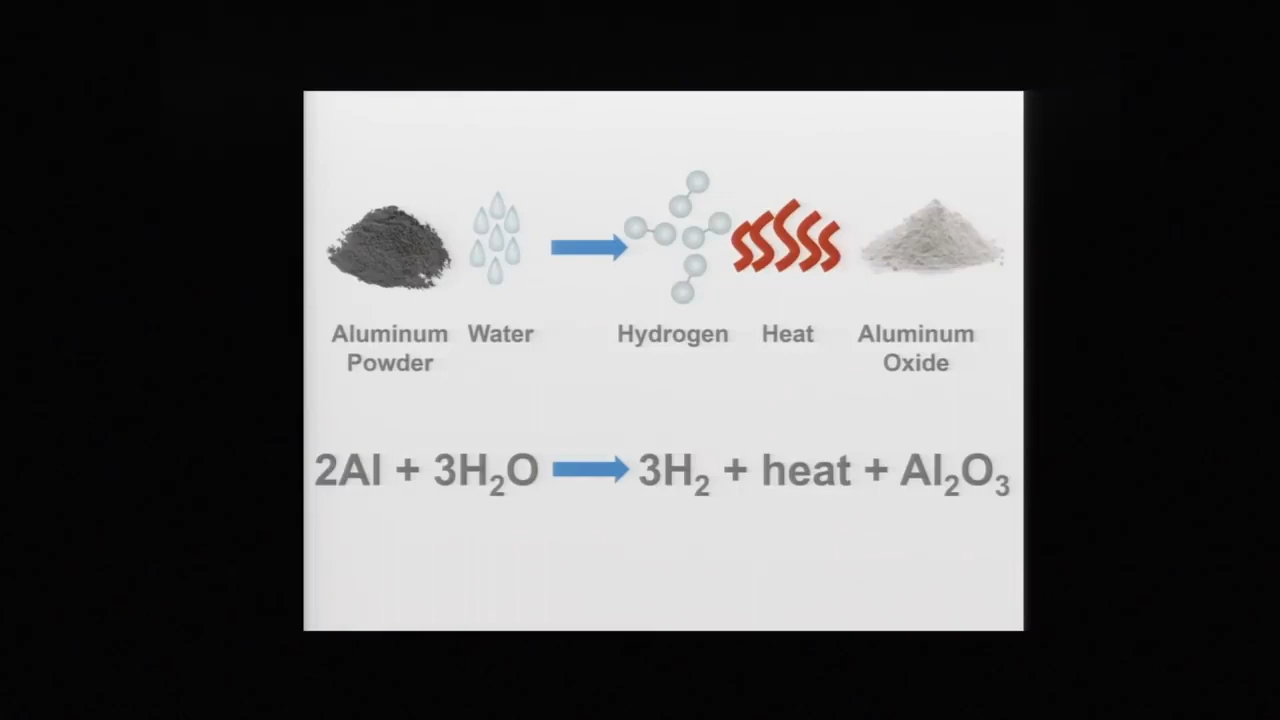 Aluminum Powder
Water
Hydrogen
Heat
Aluminum Oxide
2Al + 3H₂O → 3H₂ + heat + Al₂O₃